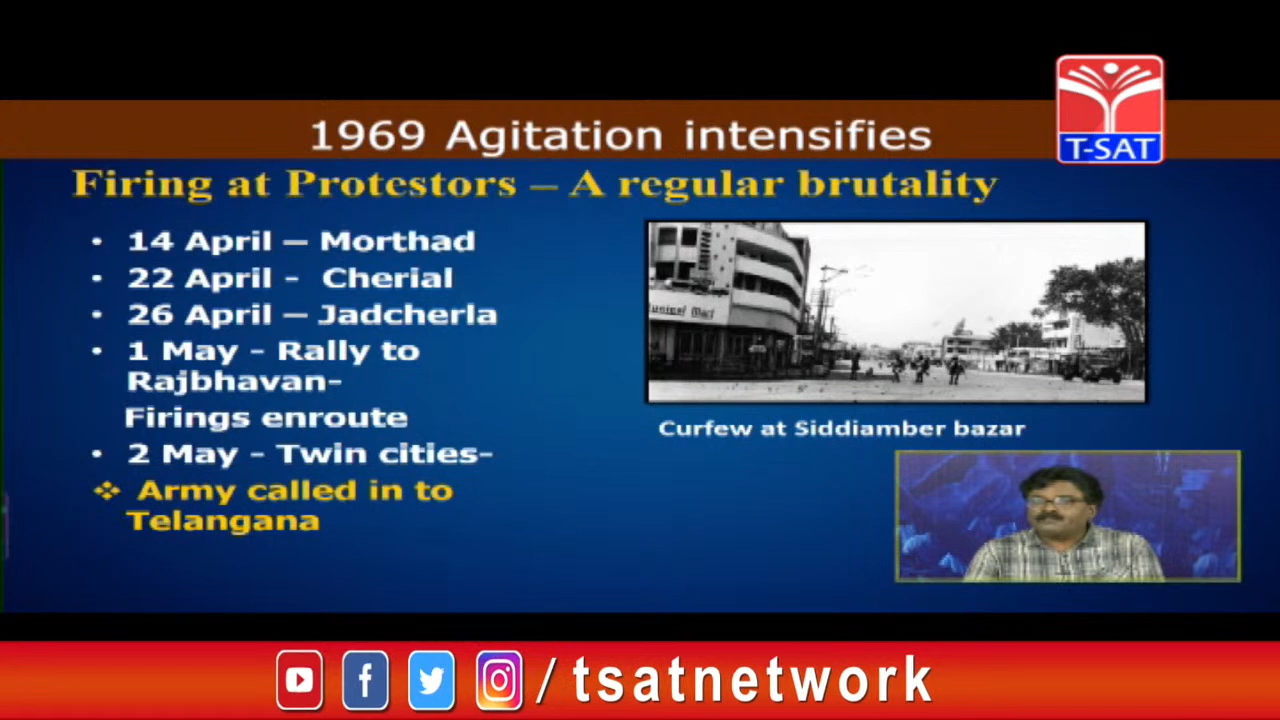 1969 Agitation intensifies
T-SAT
Firing at Protestors – A regular brutality
• 14 April – Morthad
• 22 April - Cherial
• 26 April – Jadcherla
• 1 May - Rally to
Rajbhavan-
Firings enroute
• 2 May - Twin cities-
❖ Army called in to
Telangana
Curfew at Siddiamber bazar
/ tsatnetwork